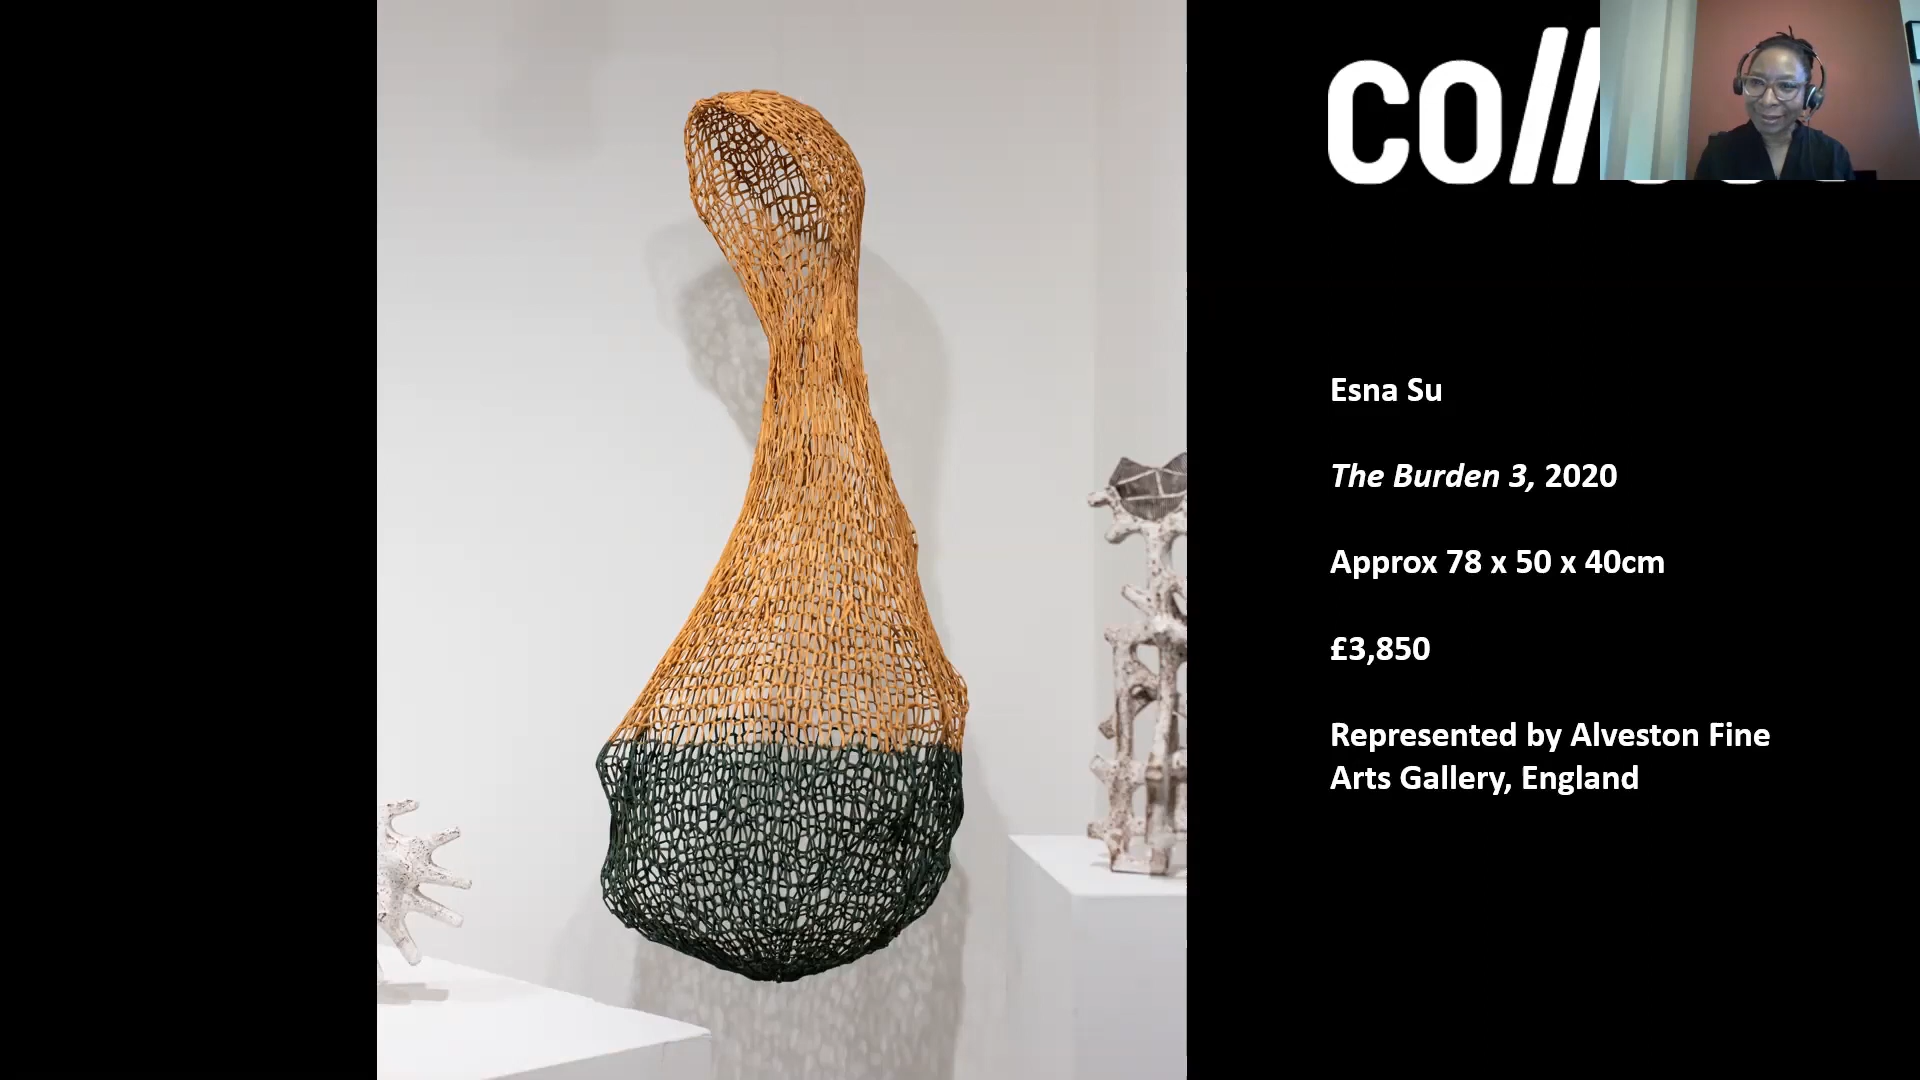 co//
Esna Su
The Burden 3, 2020
Approx 78 x 50 x 40cm
£3,850
Represented by Alveston Fine
Arts Gallery, England